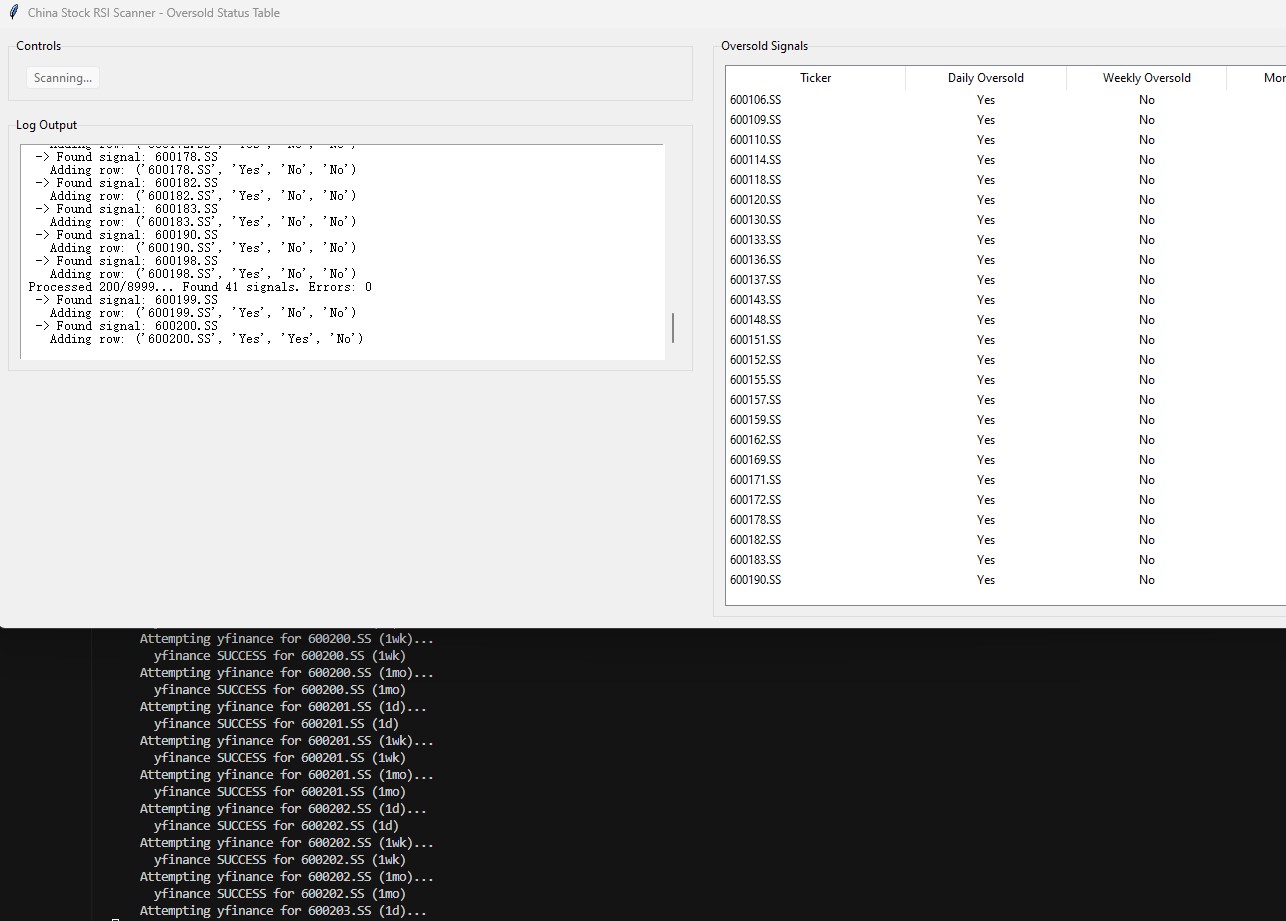 China Stock RSI Scanner - Oversold Status Table
Controls
Scanning...
Log Output
-> Found signal: 600178.SS
Adding row: ('600178.SS', 'Yes', 'No', 'No')
-> Found signal: 600182.SS
Adding row: ('600182.SS', 'Yes', 'No', 'No')
-> Found signal: 600183.SS
Adding row: ('600183.SS', 'Yes', 'No', 'No')
-> Found signal: 600190.SS
Adding row: ('600190.SS', 'Yes', 'No', 'No')
-> Found signal: 600198.SS
Adding row: ('600198.SS', 'Yes', 'No', 'No')
Processed 200/8999... Found 41 signals. Errors: 0
-> Found signal: 600199.SS
Adding row: ('600199.SS', 'Yes', 'No', 'No')
-> Found signal: 600200.SS
Adding row: ('600200.SS', 'Yes', 'Yes', 'No')
Oversold Signals
Ticker Daily Oversold Weekly Oversold Mor
600106.SS Yes No
600109.SS Yes No
600110.SS Yes No
600114.SS Yes No
600118.SS Yes No
600120.SS Yes No
600130.SS Yes No
600133.SS Yes No
600136.SS Yes No
600137.SS Yes No
600143.SS Yes No
600148.SS Yes No
600151.SS Yes No
600152.SS Yes No
600155.SS Yes No
600157.SS Yes No
600159.SS Yes No
600162.SS Yes No
600169.SS Yes No
600171.SS Yes No
600172.SS Yes No
600178.SS Yes No
600182.SS Yes No
600183.SS Yes No
600190.SS Yes No
Attempting yfinance for 600200.SS (1wk)...
yfinance SUCCESS for 600200.SS (1wk)
Attempting yfinance for 600200.SS (1mo)...
yfinance SUCCESS for 600200.SS (1mo)
Attempting yfinance for 600201.SS (1d)...
yfinance SUCCESS for 600201.SS (1d)
Attempting yfinance for 600201.SS (1wk)...
yfinance SUCCESS for 600201.SS (1wk)
Attempting yfinance for 600201.SS (1mo)...
yfinance SUCCESS for 600201.SS (1mo)
Attempting yfinance for 600202.SS (1d)...
yfinance SUCCESS for 600202.SS (1d)
Attempting yfinance for 600202.SS (1wk)...
yfinance SUCCESS for 600202.SS (1wk)
Attempting yfinance for 600202.SS (1mo)...
yfinance SUCCESS for 600202.SS (1mo)
Attempting yfinance for 600203.SS (1d)...